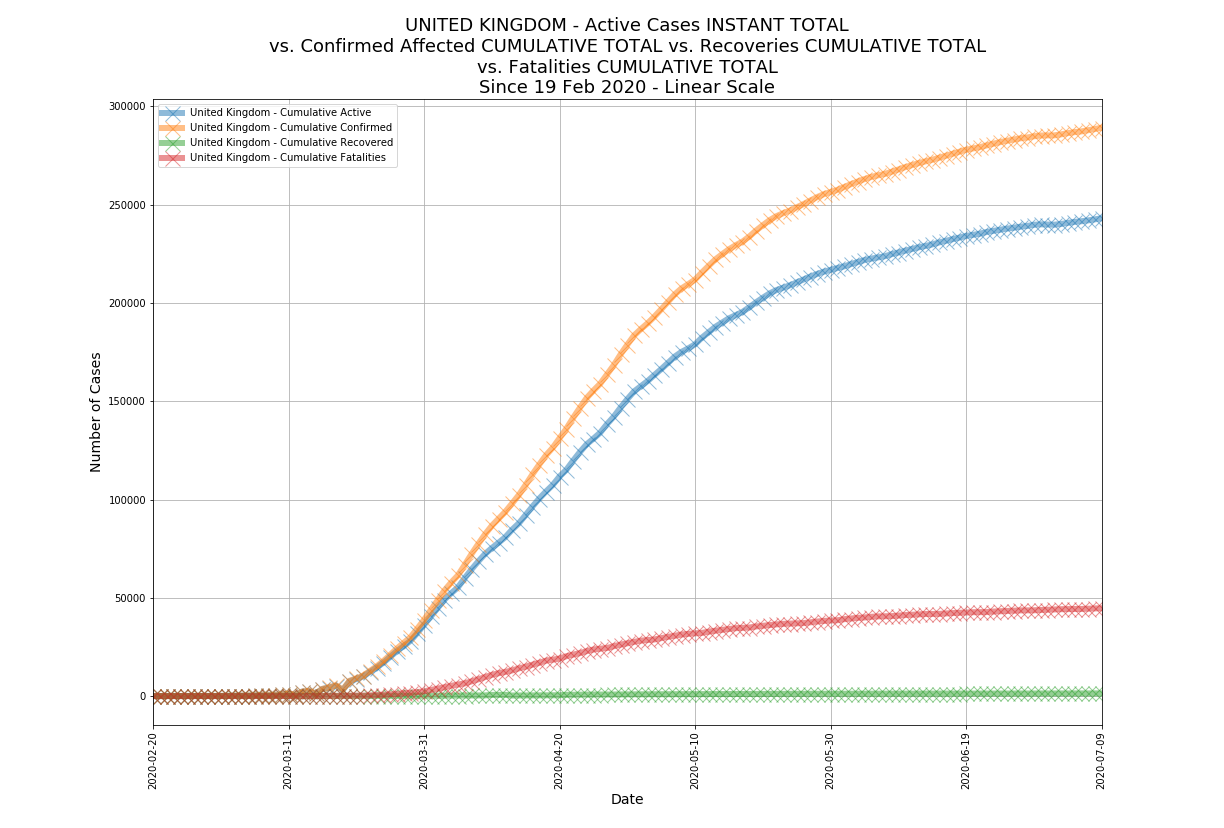 UNITED KINGDOM - Active Cases INSTANT TOTAL
vs. Confirmed Affected CUMULATIVE TOTAL vs. Recoveries CUMULATIVE TOTAL
vs. Fatalities CUMULATIVE TOTAL
Since 19 Feb 2020 - Linear Scale
United Kingdom - Cumulative Active
United Kingdom - Cumulative Confirmed
United Kingdom - Cumulative Recovered
United Kingdom - Cumulative Fatalities
Number of Cases
300000
250000
200000
150000
100000
50000
0
2020-02-20
2020-03-11
2020-03-31
2020-04-20
2020-05-10
2020-05-30
2020-06-19
2020-07-09
Date